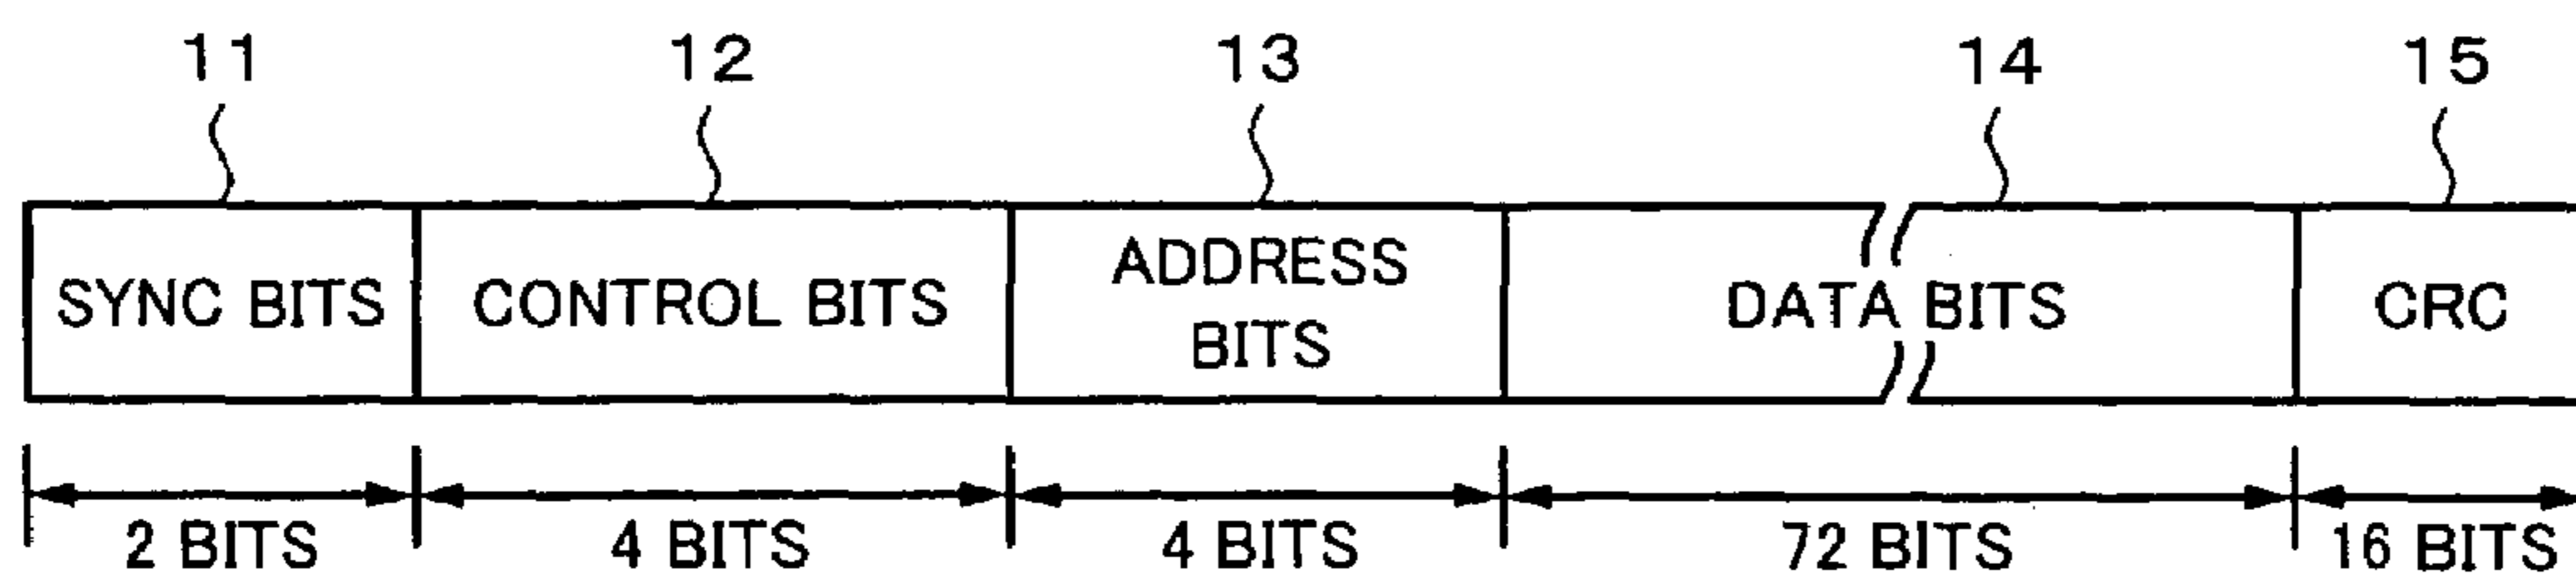 11 12 13 14 15
SYNC BITS CONTROL BITS ADDRESS BITS DATA BITS CRC
2 BITS 4 BITS 4 BITS 72 BITS 16 BITS